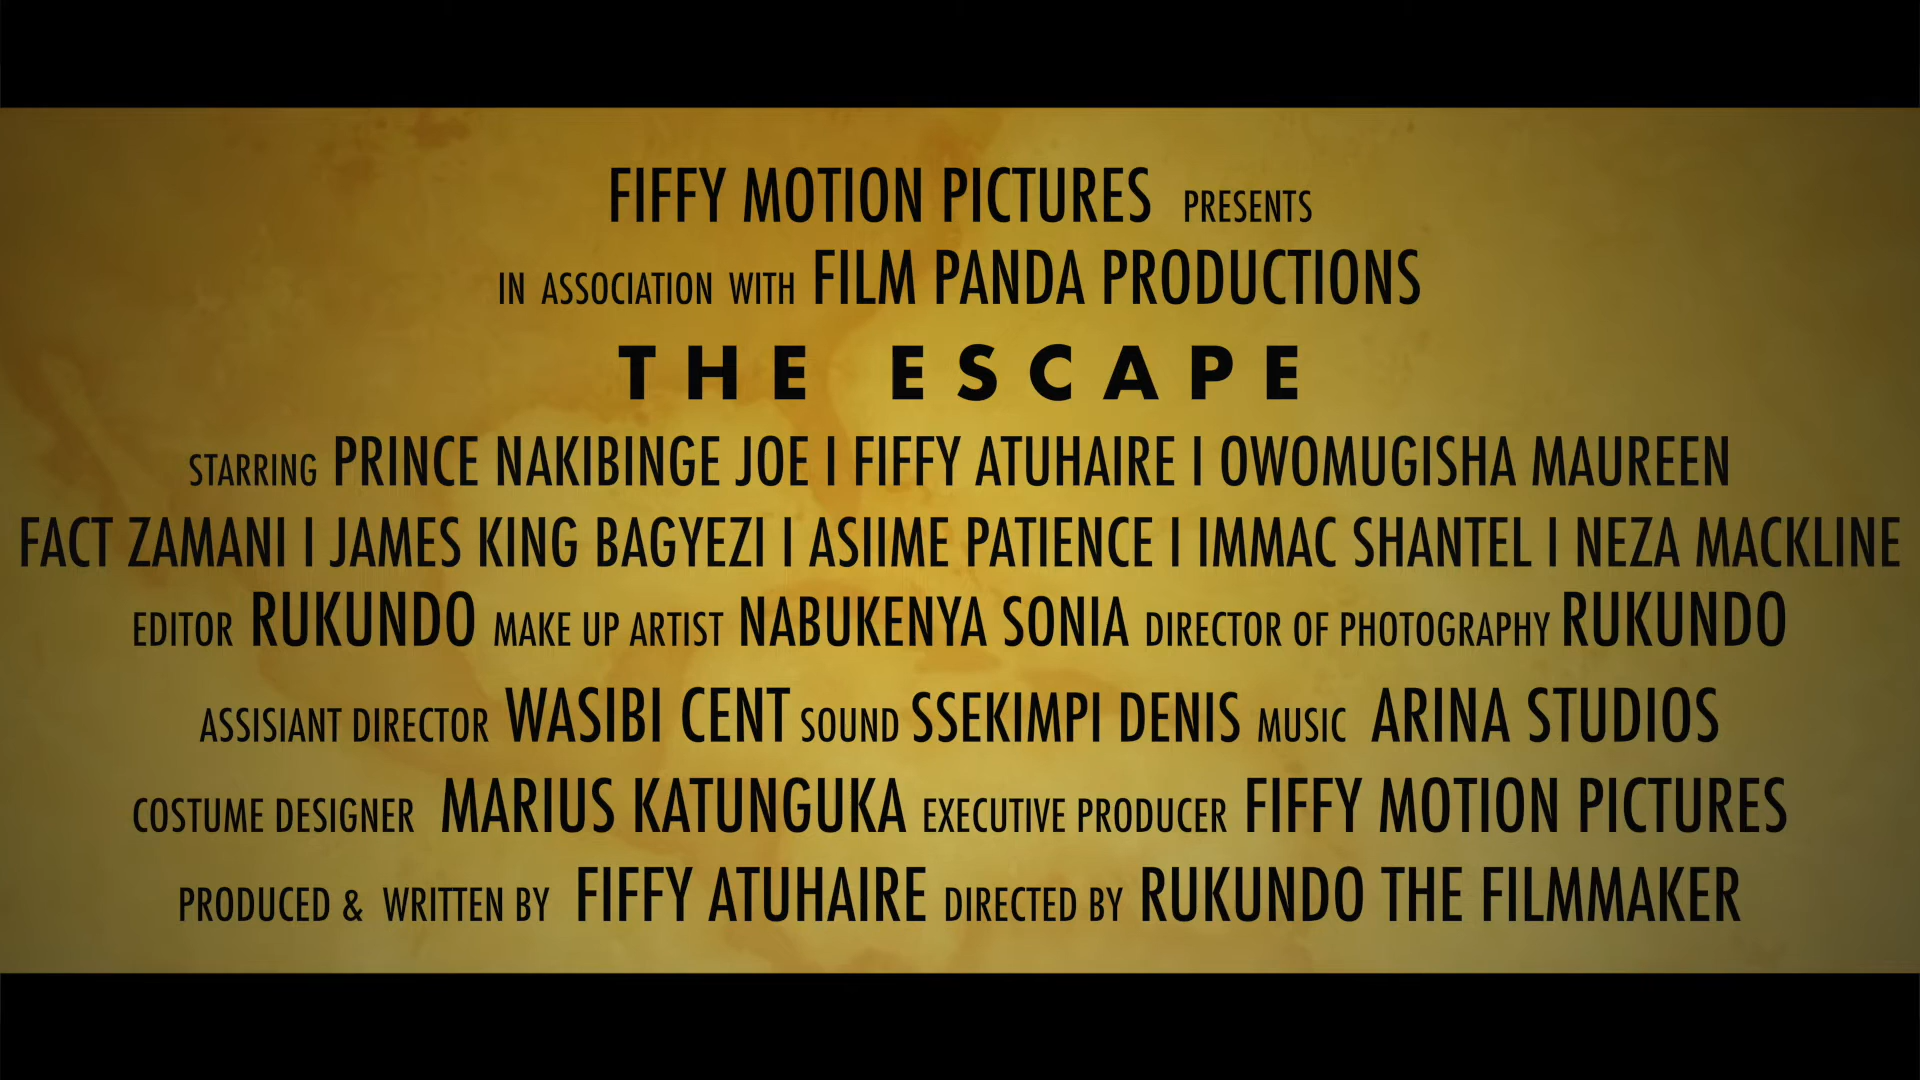 FIFFY MOTION PICTURES PRESENTS
IN ASSOCIATION WITH FILM PANDA PRODUCTIONS
THE ESCAPE
STARRING PRINCE NAKIBINGE JOE I FIFFY ATUHAIRE I OWOMUGISHA MAUREEN
FACT ZAMANI I JAMES KING BAGYEZI I ASIIME PATIENCE I IMMAC SHANTEL I NEZA MACKLINE
EDITOR RUKUNDO MAKE UP ARTIST NABUKENYA SONIA DIRECTOR OF PHOTOGRAPHY RUKUNDO
ASSISIANT DIRECTOR WASIBI CENT SOUND SSEKIMPI DENIS MUSIC ARINA STUDIOS
COSTUME DESIGNER MARIUS KATUNGUKA EXECUTIVE PRODUCER FIFFY MOTION PICTURES
PRODUCED & WRITTEN BY FIFFY ATUHAIRE DIRECTED BY RUKUNDO THE FILMMAKER